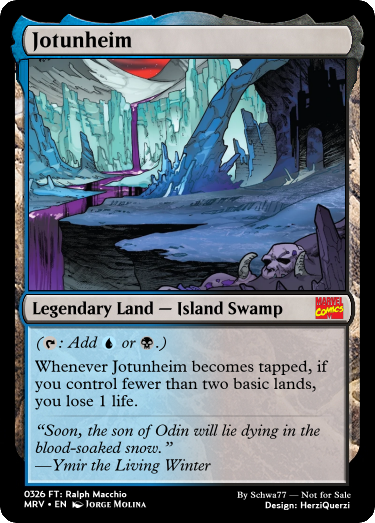 Jotunheim
Legendary Land — Island Swamp
MARVEL
COMICS
(: Add or .)
Whenever Jotunheim becomes tapped, if
you control fewer than two basic lands,
you lose 1 life.
“Soon, the son of Odin will lie dying in the
blood-soaked snow.”
—Ymir the Living Winter
0326 FT: Ralph Macchio
MRV • EN JORGE MOLINA
By Schwa77 — Not for Sale
Design: HerziQuerzi